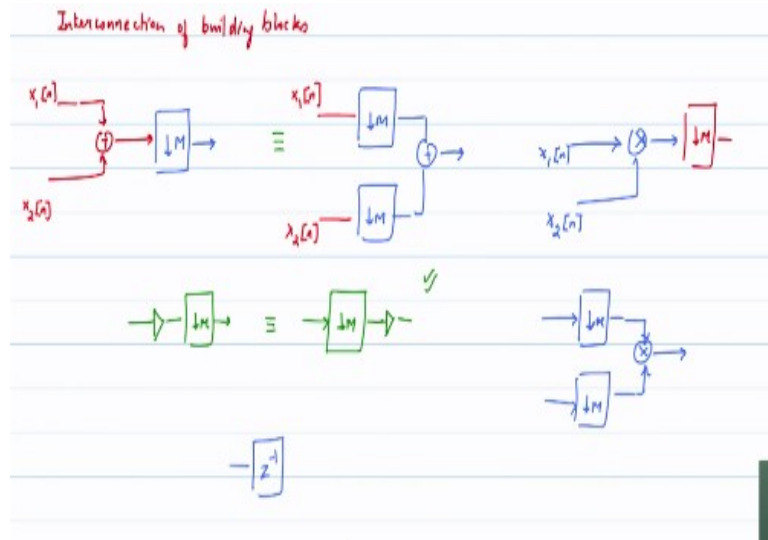 Interconnection of building blocks
x₁[n]
x₁[n]
↓M
+
↓M
≡
+
↓M
x₁[n]
×
x₂[n]
↓M
x₂[n]
x₂[n]
↓M
≡
↓M
↓M
×
↓M
z⁻¹